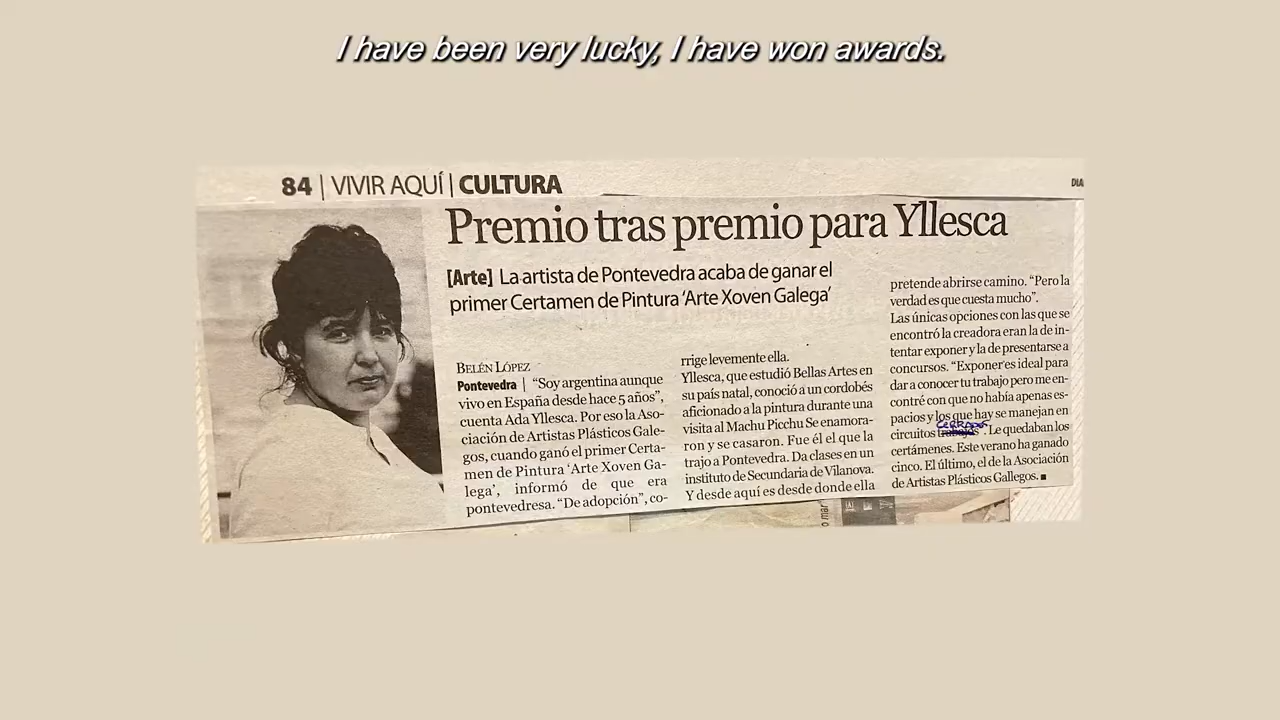 I have been very lucky, I have won awards.
84 | VIVIR AQUÍ | CULTURA
DIA
Premio tras premio para Yllesca
[Arte] La artista de Pontevedra acaba de ganar el
primer Certamen de Pintura ‘Arte Xoven Galega’
BELÉN LÓPEZ
Pontevedra | “Soy argentina aunque
vivo en España desde hace 5 años”,
cuenta Ada Yllesca. Por eso la Aso-
ciación de Artistas Plásticos Gale-
gos, cuando ganó el primer Certa-
men de Pintura ‘Arte Xoven Ga-
lega’, informó de que era
pontevedresa. “De adopción”, co-
rrige levemente ella.
Yllesca, que estudió Bellas Artes en
su país natal, conoció a un cordobés
aficionado a la pintura durante una
visita al Machu Picchu Se enamora-
ron y se casaron. Fue él el que la
trajo a Pontevedra. Da clases en un
instituto de Secundaria de Vilanova.
Y desde aquí es desde donde ella
pretende abrirse camino. “Pero la
verdad es que cuesta mucho”.
Las únicas opciones con las que se
encontró la creadora eran la de in-
tentar exponer y la de presentarse a
concursos. “Exponer es ideal para
dar a conocer tu trabajo pero me en-
contré con que no había apenas es-
pacios y los que hay se manejan en
CERRADOS
circuitos trabajos”. Le quedaban los
certámenes. Este verano ha ganado
cinco. El último, el de la Asociación
de Artistas Plásticos Gallegos. ■
o mar